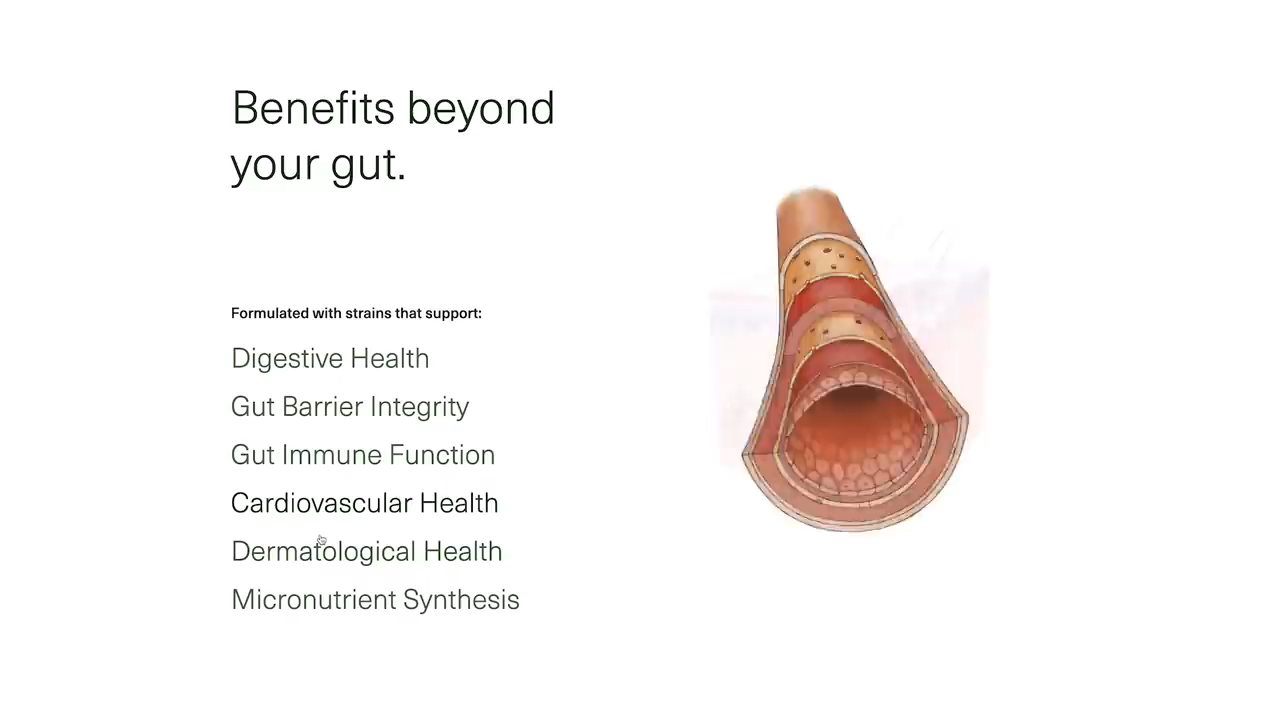 Benefits beyond
your gut.
Formulated with strains that support:
Digestive Health
Gut Barrier Integrity
Gut Immune Function
Cardiovascular Health
Dermatological Health
Micronutrient Synthesis